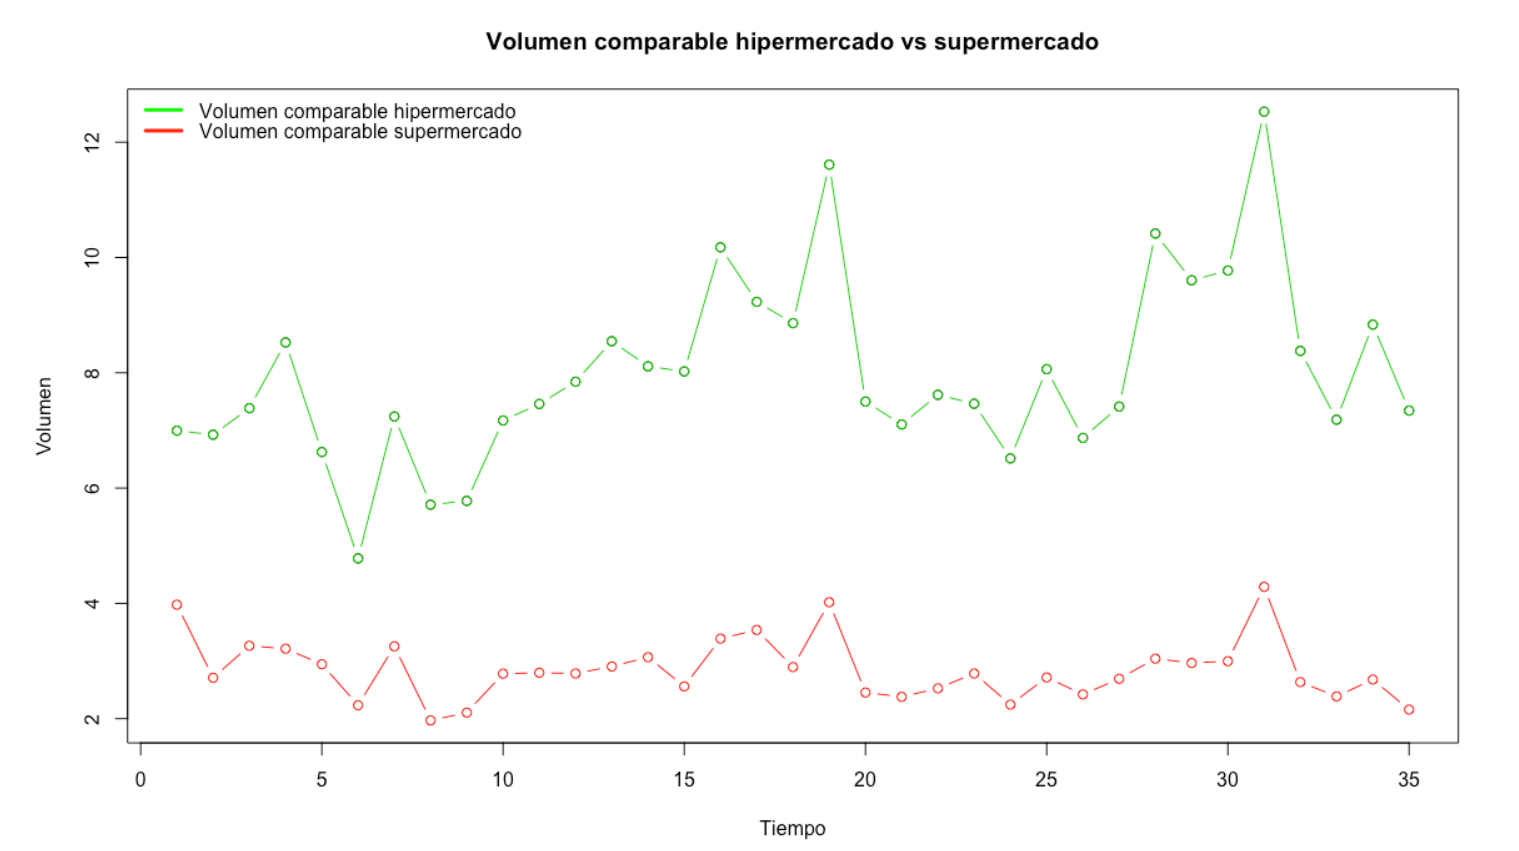 Volumen comparable hipermercado vs supermercado
Volumen comparable hipermercado
Volumen comparable supermercado
Volumen
12
10
8
6
4
2
0 5 10 15 20 25 30 35
Tiempo